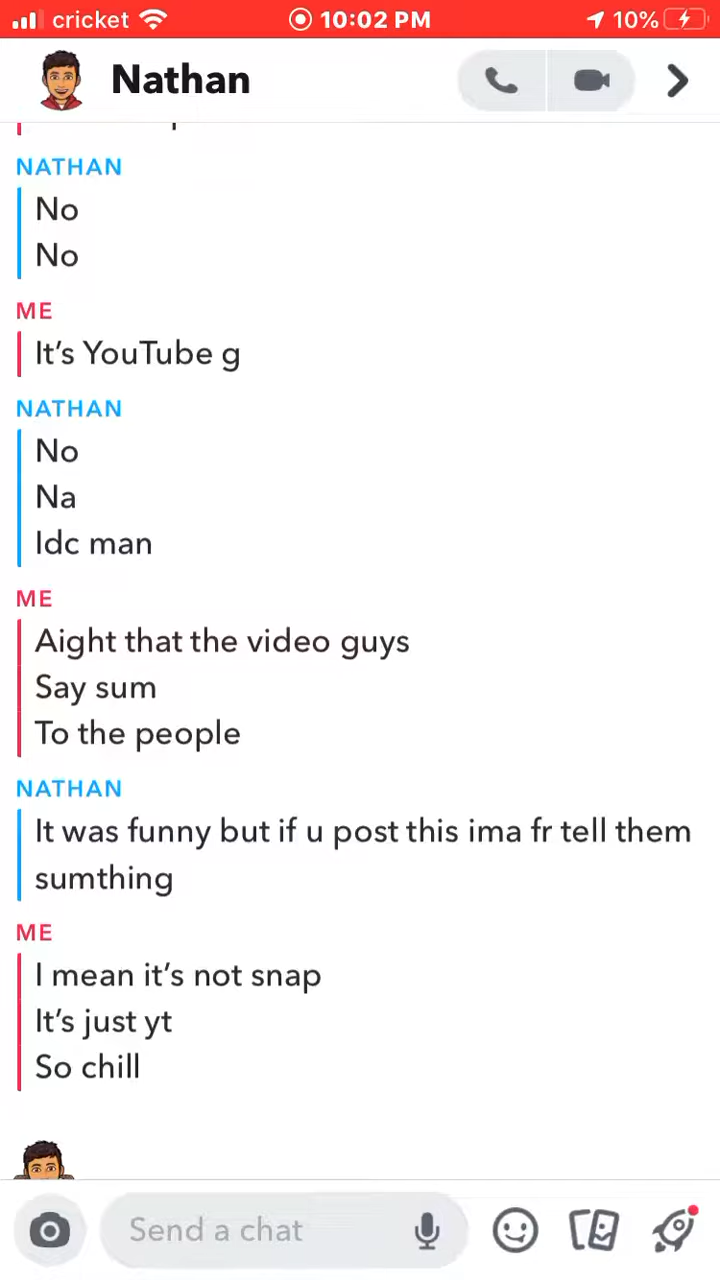 cricket
10:02 PM
10%
Nathan
NATHAN
No
No
ME
It's YouTube g
NATHAN
No
Na
Idc man
ME
Aight that the video guys
Say sum
To the people
NATHAN
It was funny but if u post this ima fr tell them
sumthing
ME
I mean it's not snap
It's just yt
So chill
Send a chat